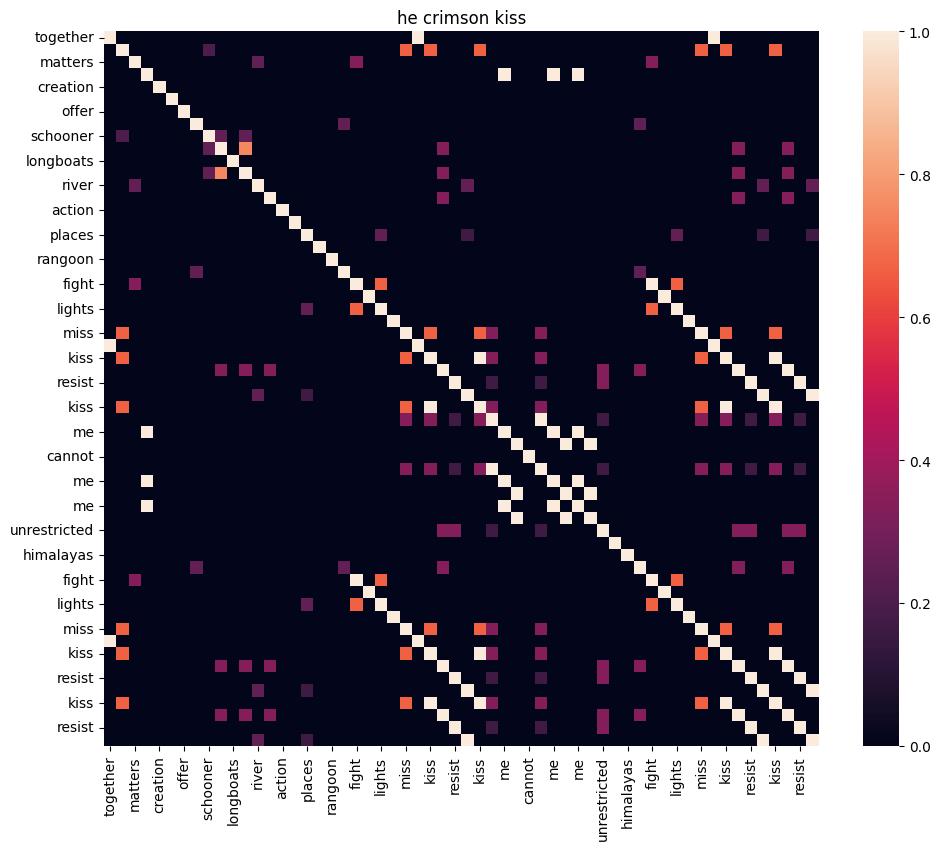 he crimson kiss
together
matters
creation
offer
schooner
longboats
river
action
places
rangoon
fight
lights
miss
kiss
resist
kiss
me
cannot
me
me
unrestricted
himalayas
fight
lights
miss
kiss
resist
kiss
resist
1.0
0.8
0.6
0.4
0.2
0.0
together
matters
creation
offer
schooner
longboats
river
action
places
rangoon
fight
lights
miss
kiss
resist
kiss
me
cannot
me
me
unrestricted
himalayas
fight
lights
miss
kiss
resist
kiss
resist